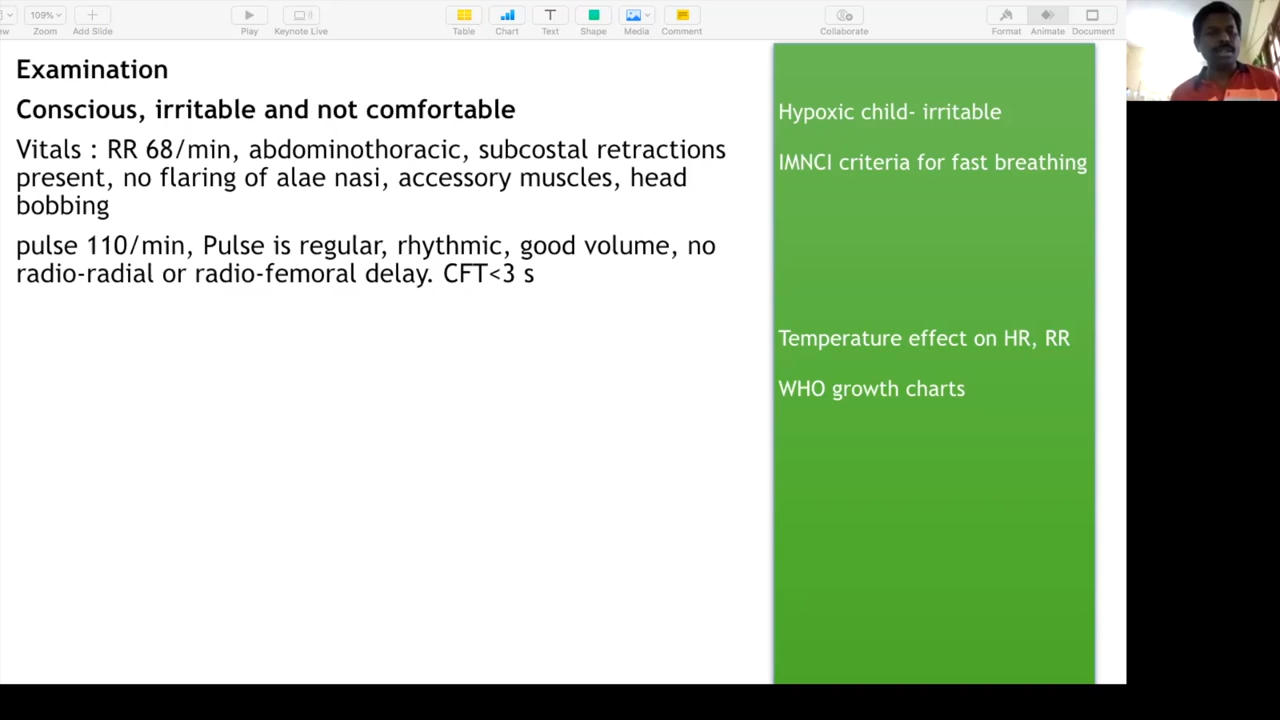 ew
109%
Zoom
Add Slide
Play
Keynote Live
Table
Chart
Text
Shape
Media
Comment
Collaborate
Format
Animate
Document
Examination
Conscious, irritable and not comfortable
Vitals : RR 68/min, abdominothoracic, subcostal retractions
present, no flaring of alae nasi, accessory muscles, head
bobbing
pulse 110/min, Pulse is regular, rhythmic, good volume, no
radio-radial or radio-femoral delay. CFT<3 s
Hypoxic child- irritable
IMNCI criteria for fast breathing
Temperature effect on HR, RR
WHO growth charts